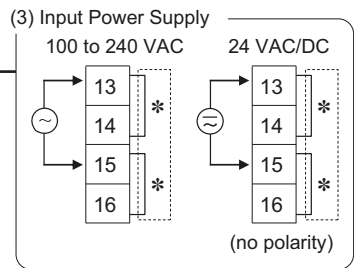 (3) Input Power Supply
100 to 240 VAC 24 VAC/DC
13 13
14 * 14 *
15 15
16 * 16 *
(no polarity)